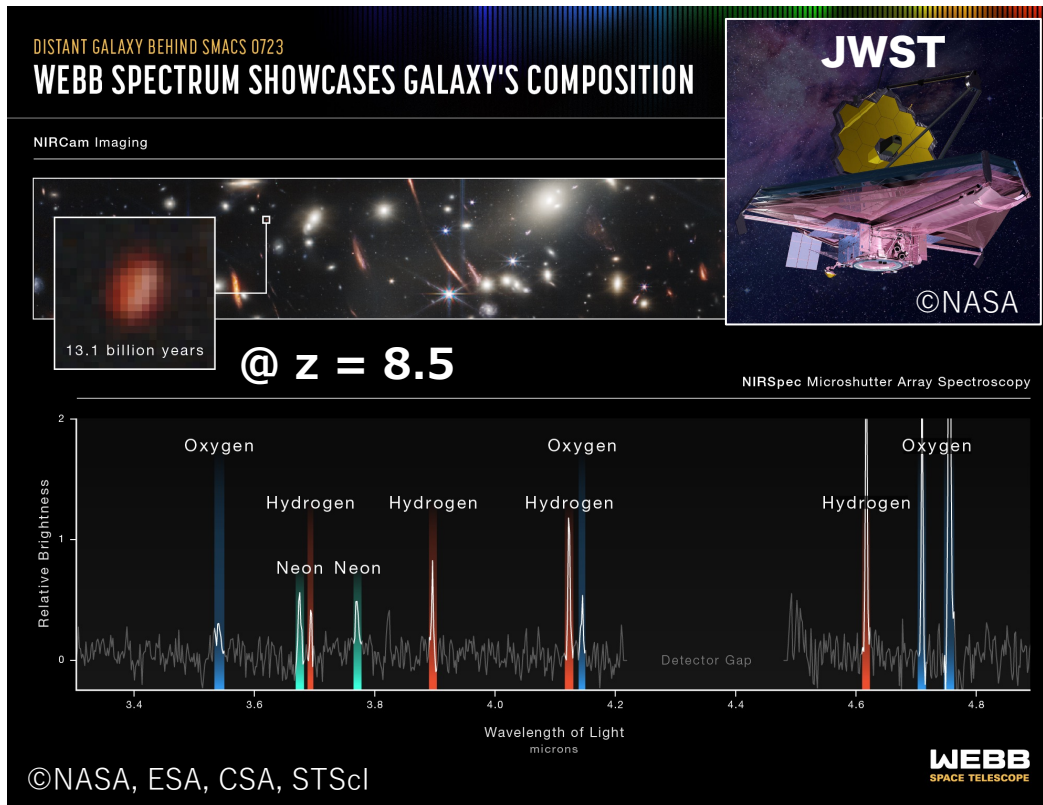 DISTANT GALAXY BEHIND SMACS 0723
WEBB SPECTRUM SHOWCASES GALAXY'S COMPOSITION
JWST
©NASA
NIRCam Imaging
13.1 billion years
@ z = 8.5
NIRSpec Microshutter Array Spectroscopy
2
1
0
Relative Brightness
Oxygen
Oxygen
Oxygen
Hydrogen
Hydrogen
Hydrogen
Hydrogen
Neon
Neon
Detector Gap
3.4
3.6
3.8
4.0
4.2
4.4
4.6
4.8
Wavelength of Light
microns
©NASA, ESA, CSA, STScI
WEBB
SPACE TELESCOPE